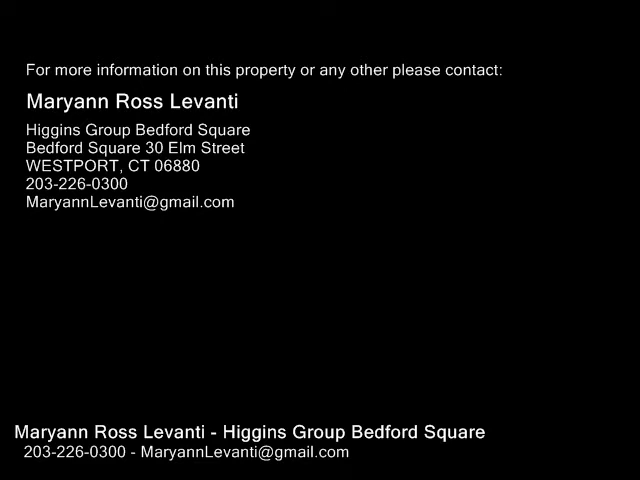 For more information on this property or any other please contact:
Maryann Ross Levanti
Higgins Group Bedford Square
Bedford Square 30 Elm Street
WESTPORT, CT 06880
203-226-0300
MaryannLevanti@gmail.com
Maryann Ross Levanti - Higgins Group Bedford Square
203-226-0300 - MaryannLevanti@gmail.com